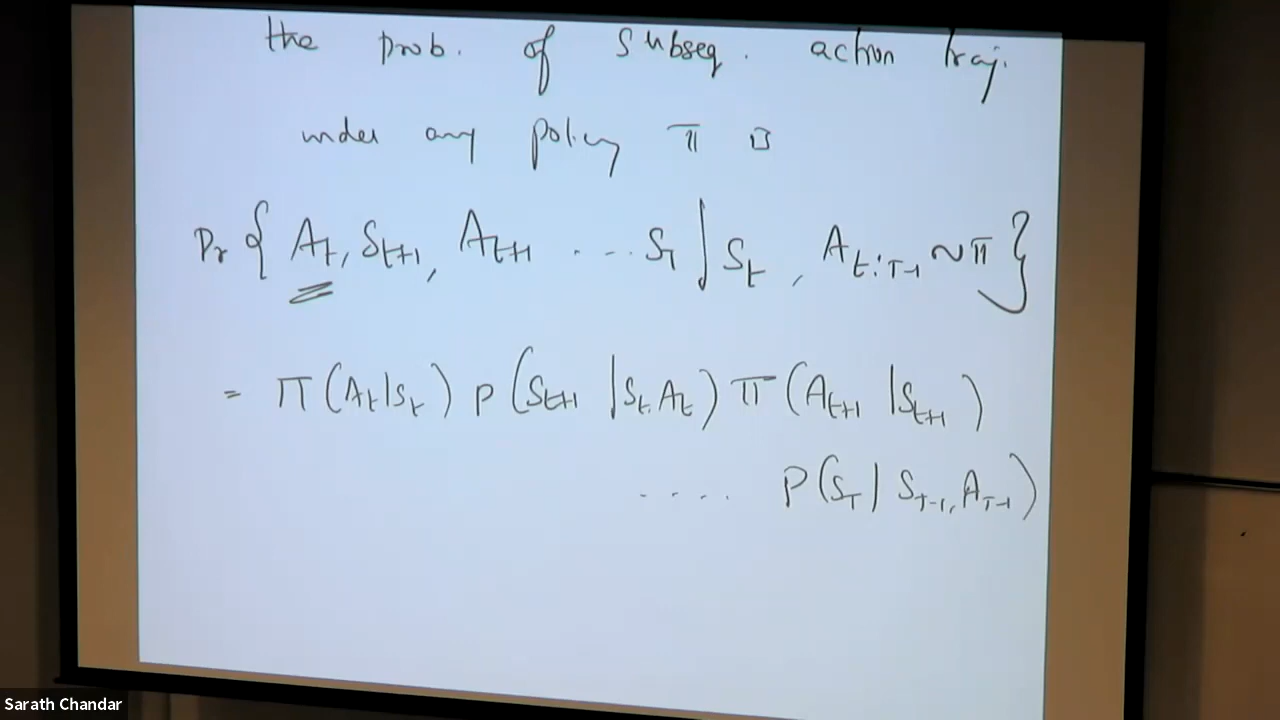 the prob. of subseq. action traj.
under any policy π is
Pr { At, St+1, At+1 ... ST | St, At:T-1 ~ π }
= π(At|St) p(St+1 |St, At) π(At+1 |St+1)
.... P(ST| ST-1, AT-1)
Sarath Chandar